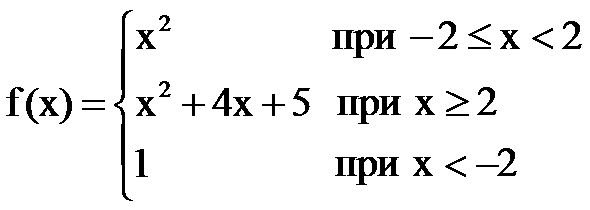 x² при −2 ≤ x < 2
f(x) = { x² + 4x + 5 при x ≥ 2
1 при x < −2